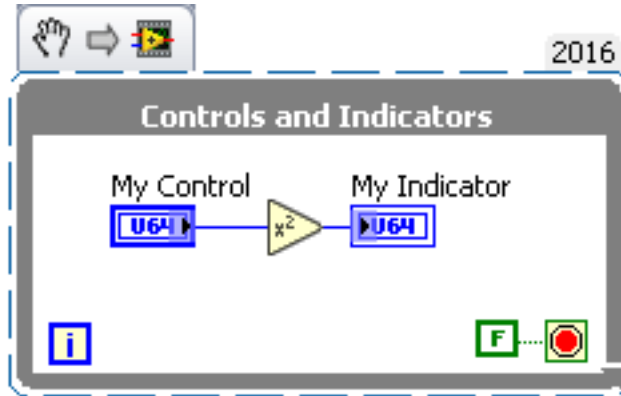 2016
Controls and Indicators
My Control My Indicator
U64 x² U64
i F